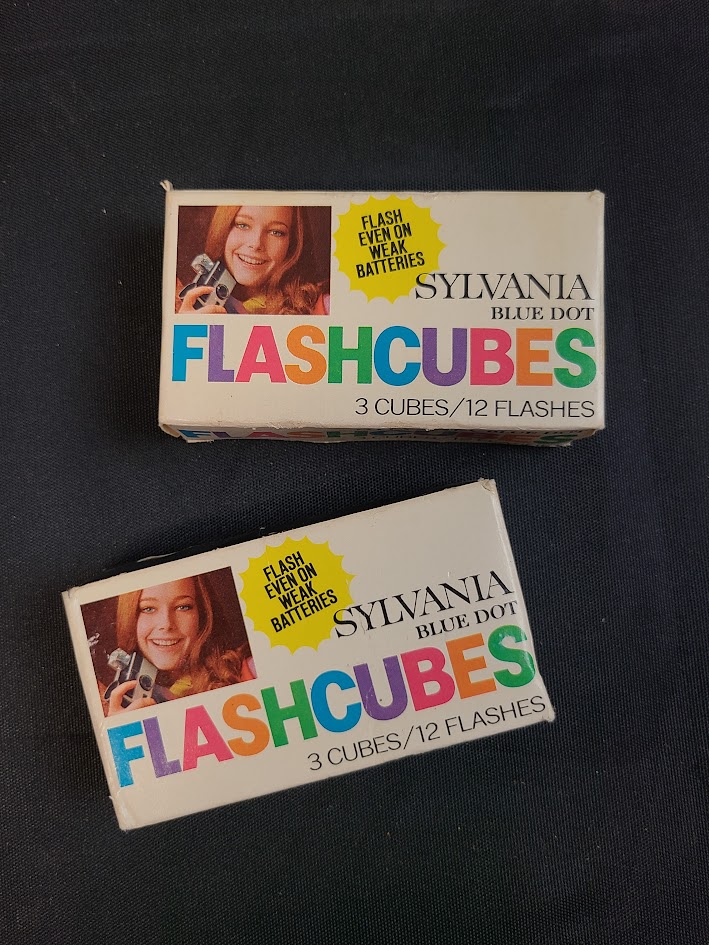 FLASH
EVEN ON
WEAK
BATTERIES
SYLVANIA
BLUE DOT
FLASHCUBES
3 CUBES/12 FLASHES
FLASHCUBES
FLASH
EVEN ON
WEAK
BATTERIES
SYLVANIA
BLUE DOT
FLASHCUBES
3 CUBES/12 FLASHES